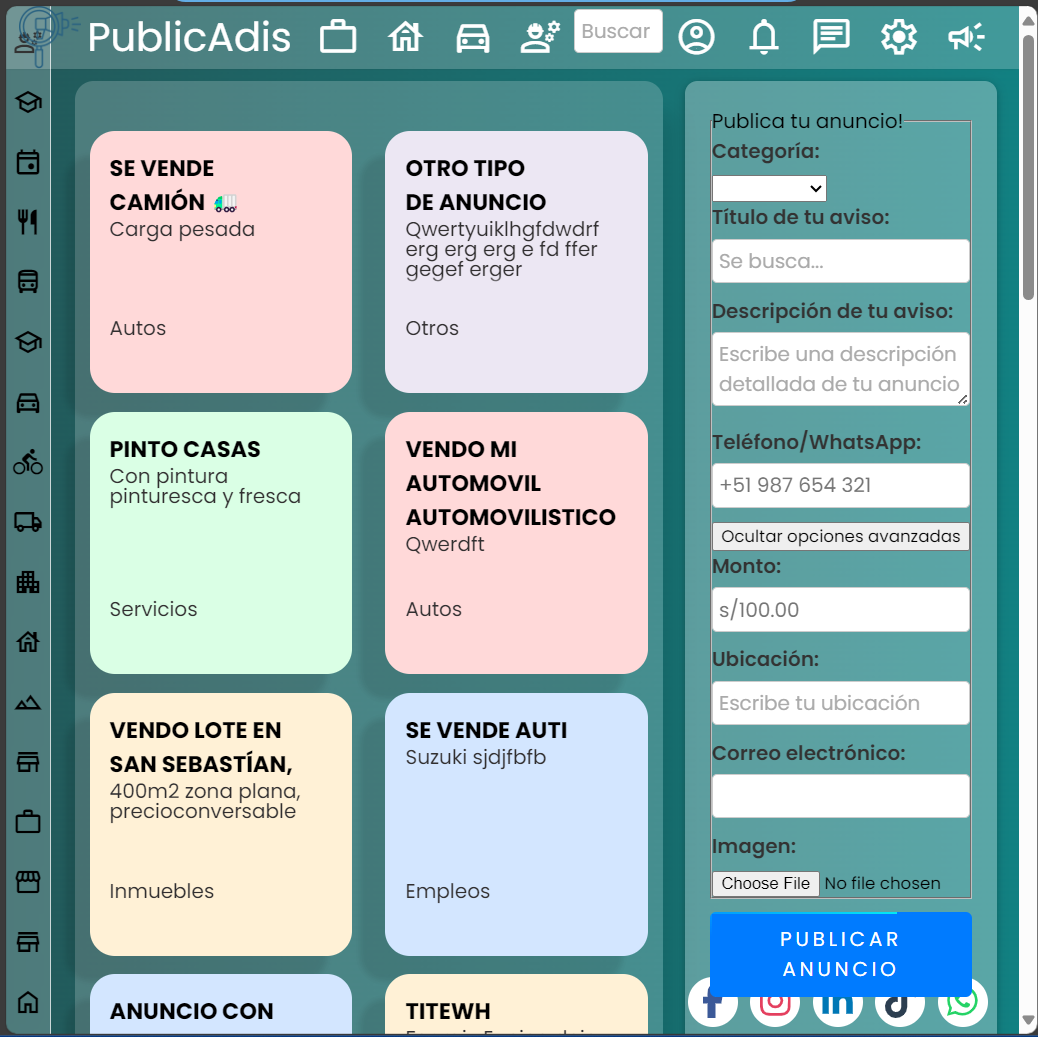 PublicAdis
Buscar
SE VENDE
CAMIÓN 🚛
Carga pesada
Autos
OTRO TIPO
DE ANUNCIO
Qwertyuiklhgfdwdrf
erg erg erg e fd ffer
gegef erger
Otros
PINTO CASAS
Con pintura
pinturesca y fresca
Servicios
VENDO MI
AUTOMOVIL
AUTOMOVILISTICO
Qwerdft
Autos
VENDO LOTE EN
SAN SEBASTÍAN,
400m2 zona plana,
precioconversable
Inmuebles
SE VENDE AUTI
Suzuki sjdjfbfb
Empleos
ANUNCIO CON
TITEWH
Publica tu anuncio!
Categoría:
Título de tu aviso:
Se busca...
Descripción de tu aviso:
Escribe una descripción
detallada de tu anuncio
Teléfono/WhatsApp:
+51 987 654 321
Ocultar opciones avanzadas
Monto:
s/100.00
Ubicación:
Escribe tu ubicación
Correo electrónico:
Imagen:
Choose File No file chosen
PUBLICAR
ANUNCIO